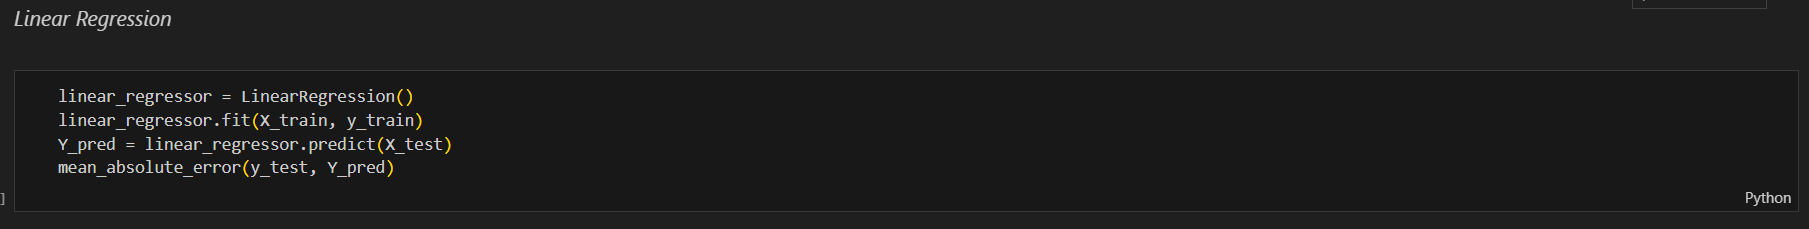 Linear Regression
linear_regressor = LinearRegression()
linear_regressor.fit(X_train, y_train)
Y_pred = linear_regressor.predict(X_test)
mean_absolute_error(y_test, Y_pred)
]
Python